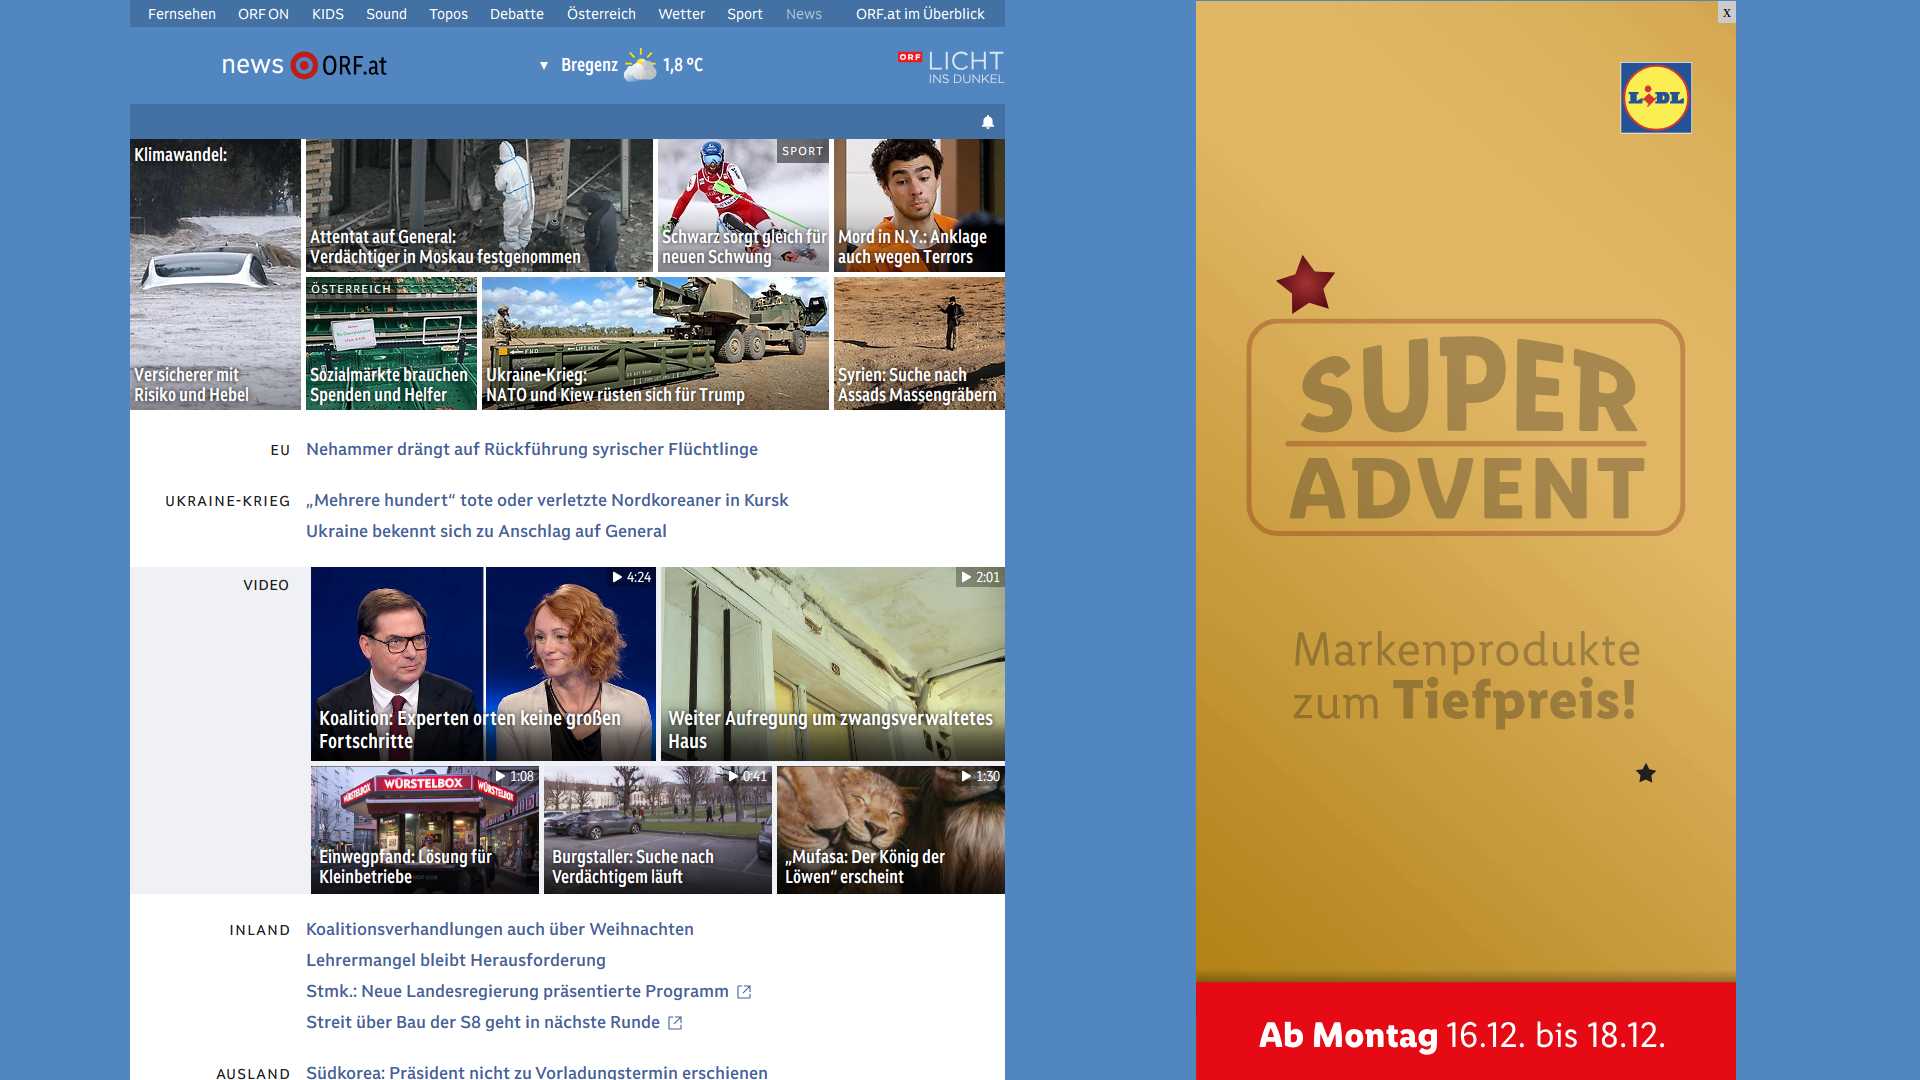 Fernsehen ORF ON KIDS Sound Topos Debatte Österreich Wetter Sport News ORF.at im Überblick
news ORF.at
▼ Bregenz 1,8 °C
ORF LICHT
INS DUNKEL
Klimawandel:
Versicherer mit
Risiko und Hebel
Attentat auf General:
Verdächtiger in Moskau festgenommen
SPORT
Schwarz sorgt gleich für
neuen Schwung
Mord in N.Y.: Anklage
auch wegen Terrors
ÖSTERREICH
Sozialmärkte brauchen
Spenden und Helfer
Ukraine-Krieg:
NATO und Kiew rüsten sich für Trump
Syrien: Suche nach
Assads Massengräbern
EU Nehammer drängt auf Rückführung syrischer Flüchtlinge
UKRAINE-KRIEG „Mehrere hundert“ tote oder verletzte Nordkoreaner in Kursk
Ukraine bekennt sich zu Anschlag auf General
VIDEO
4:24
Koalition: Experten orten keine großen
Fortschritte
2:01
Weiter Aufregung um zwangsverwaltetes
Haus
WÜRSTELBOX
1:08
Einwegpfand: Lösung für
Kleinbetriebe
0:41
Burgstaller: Suche nach
Verdächtigem läuft
1:30
„Mufasa: Der König der
Löwen“ erscheint
INLAND Koalitionsverhandlungen auch über Weihnachten
Lehrermangel bleibt Herausforderung
Stmk.: Neue Landesregierung präsentierte Programm
Streit über Bau der S8 geht in nächste Runde
AUSLAND Südkorea: Präsident nicht zu Vorladungstermin erschienen
X
LIDL
SUPER
ADVENT
Markenprodukte
zum Tiefpreis!
Ab Montag 16.12. bis 18.12.